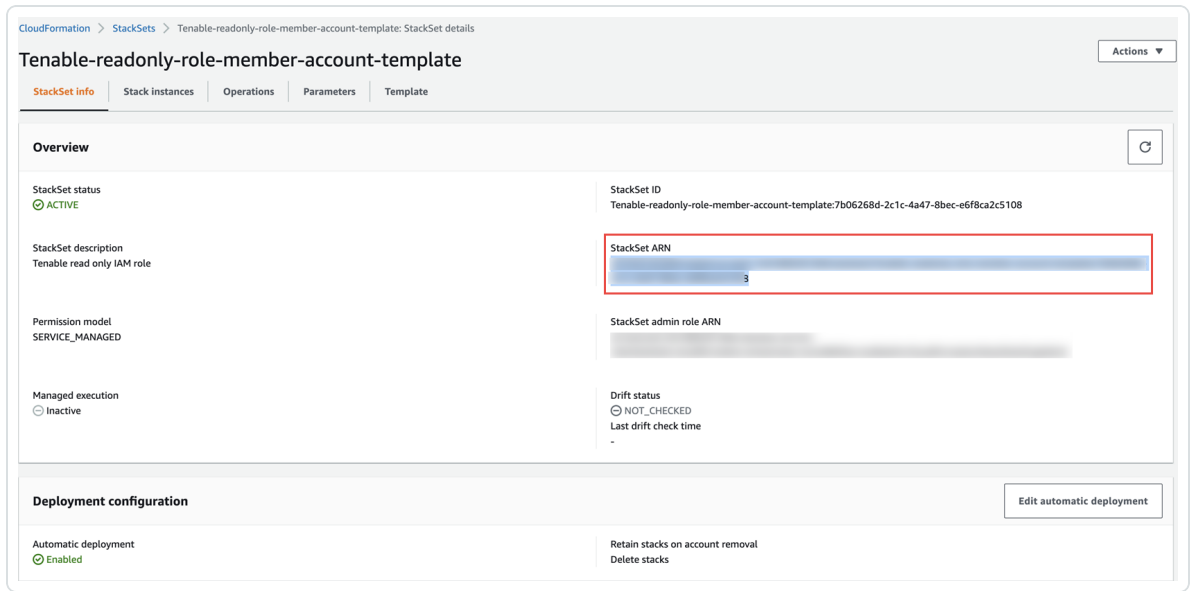 CloudFormation > StackSets > Tenable-readonly-role-member-account-template: StackSet details
Tenable-readonly-role-member-account-template
Actions ▼
StackSet info
Stack instances
Operations
Parameters
Template
Overview
StackSet status
ACTIVE
StackSet ID
Tenable-readonly-role-member-account-template:7b06268d-2c1c-4a47-8bec-e6f8ca2c5108
StackSet description
Tenable read only IAM role
StackSet ARN
Permission model
SERVICE_MANAGED
StackSet admin role ARN
Managed execution
Inactive
Drift status
NOT_CHECKED
Last drift check time
-
Deployment configuration
Edit automatic deployment
Automatic deployment
Enabled
Retain stacks on account removal
Delete stacks